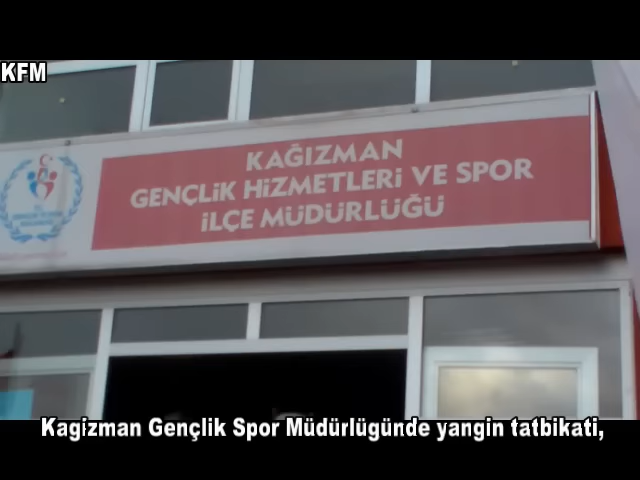 KFM
KAĞIZMAN
GENÇLİK HİZMETLERİ VE SPOR
İLÇE MÜDÜRLÜĞÜ
Kagizman Gençlik Spor Müdürlügünde yangin tatbikati,